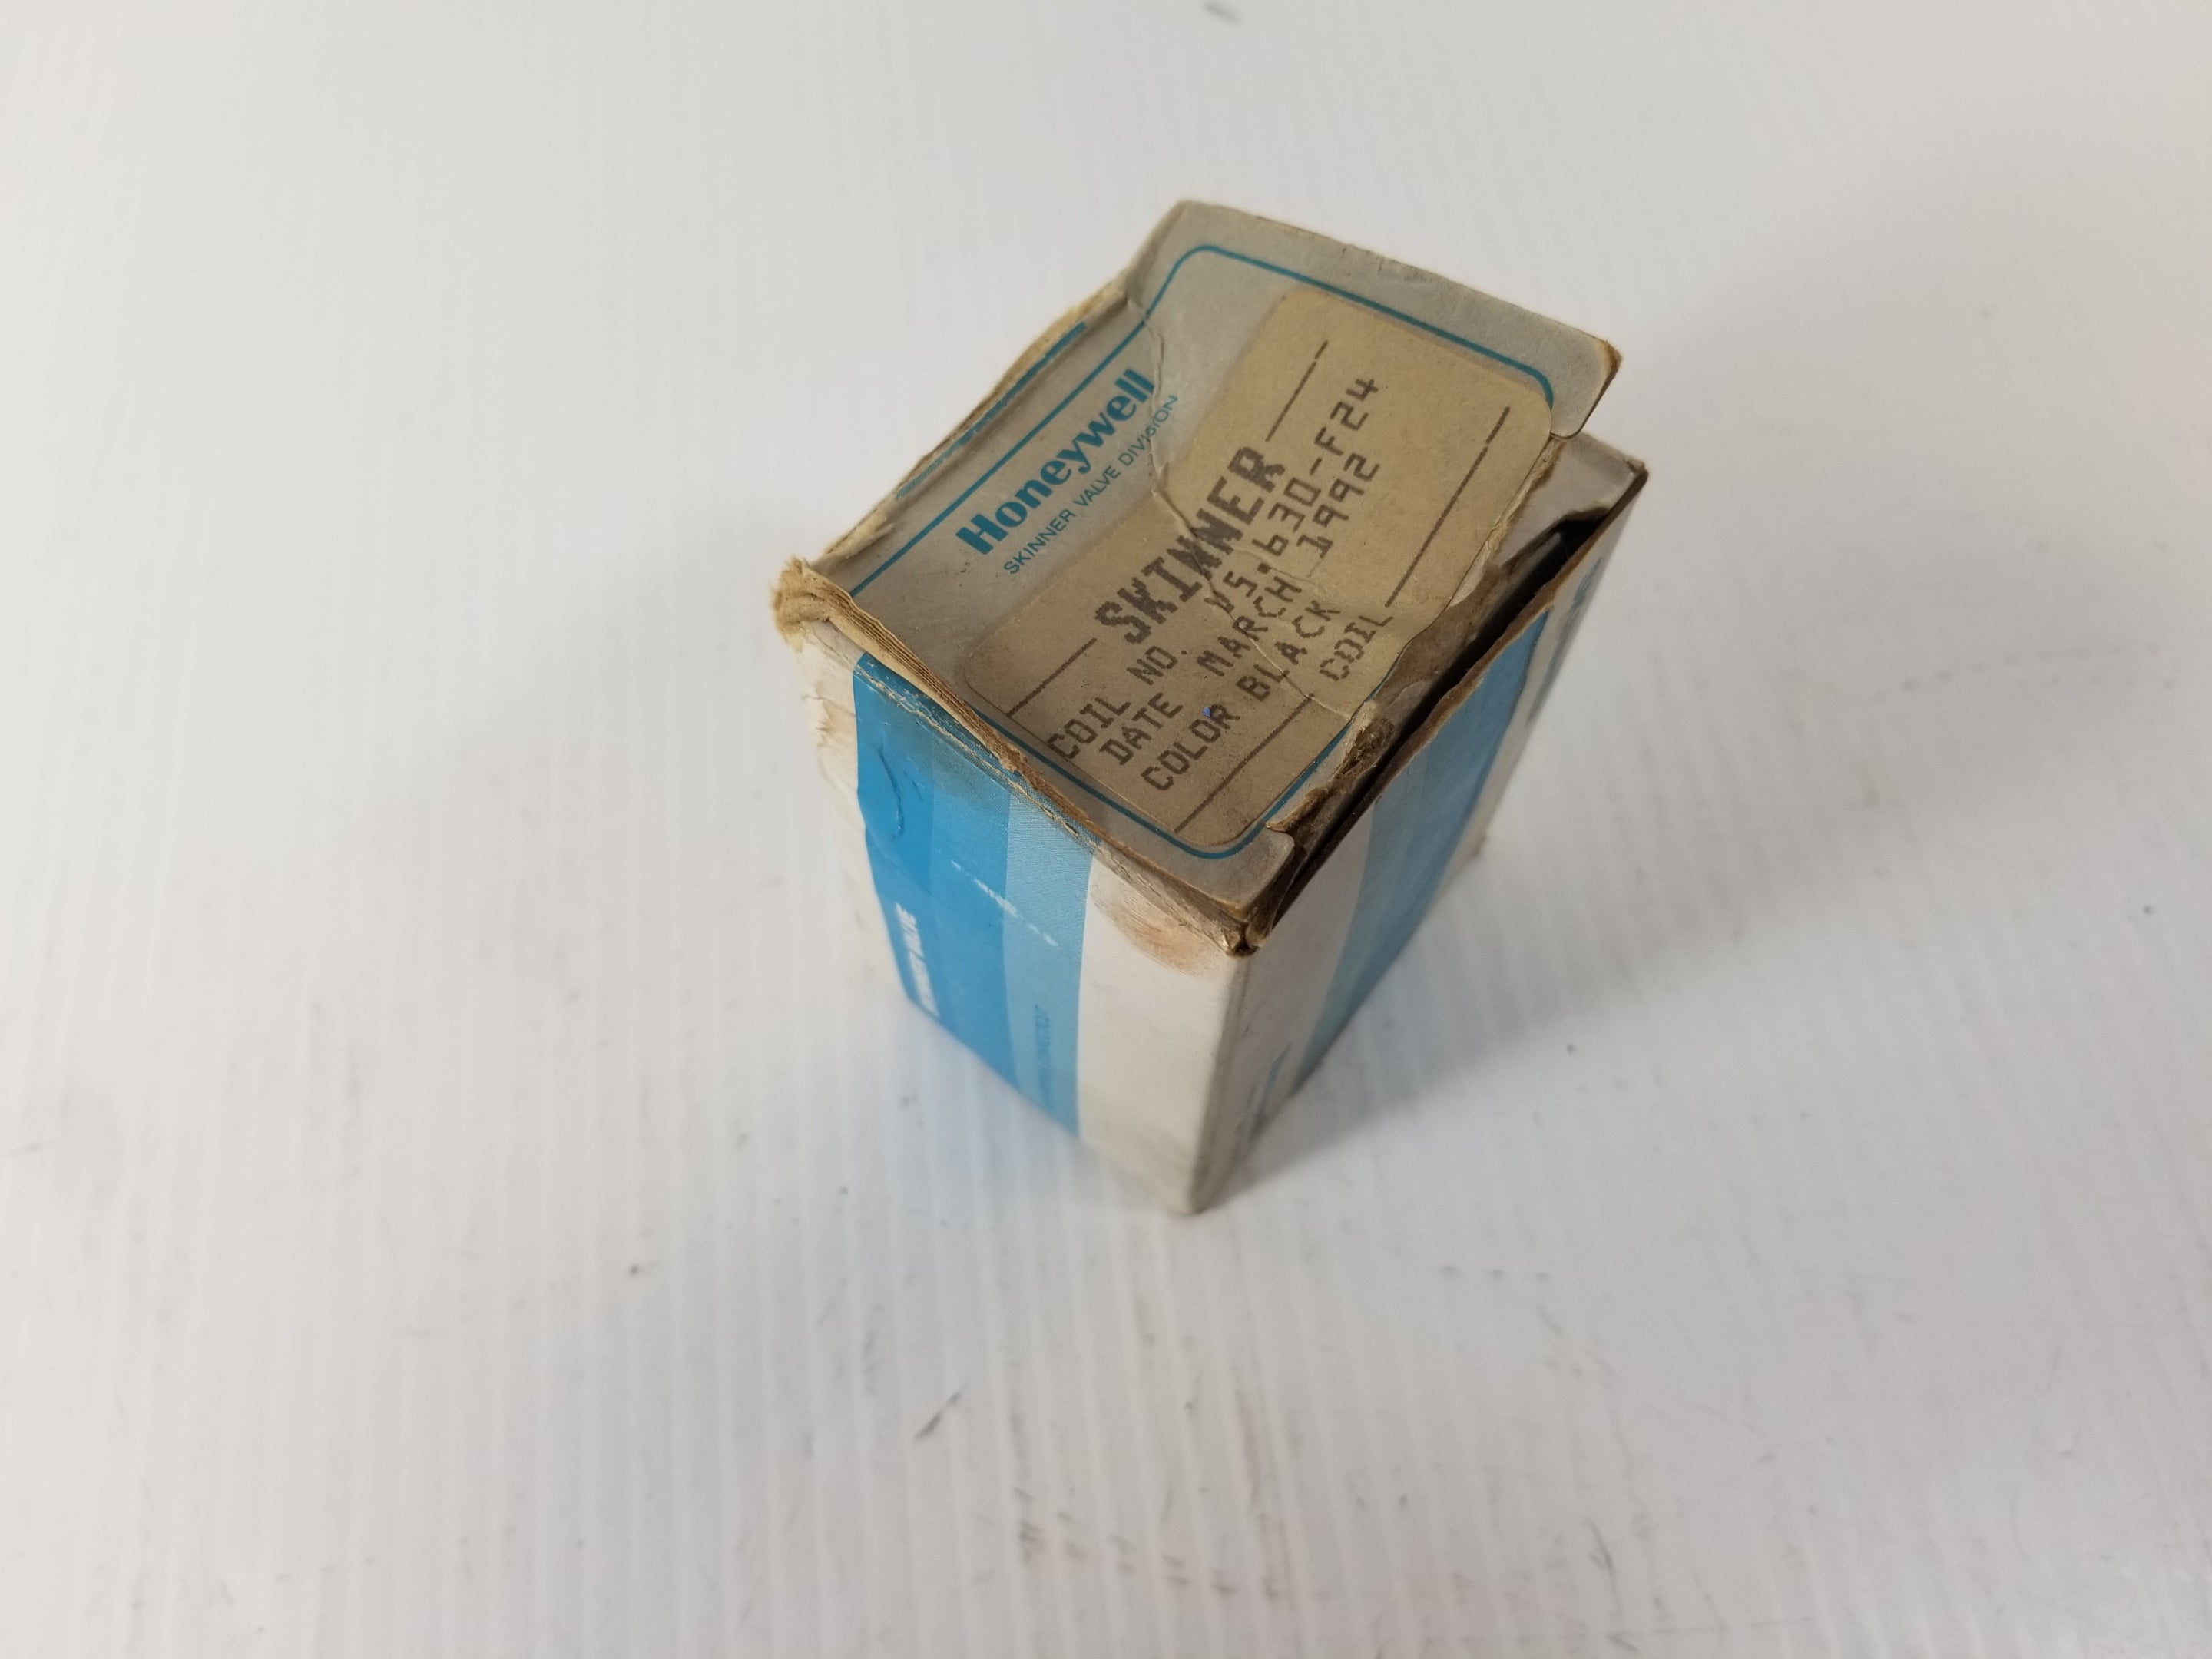 Honeywell
SKINNER VALVE DIVISION
SKINNER
COIL NO. V5.630-F24
DATE MARCH 1992
COLOR BLACK COIL